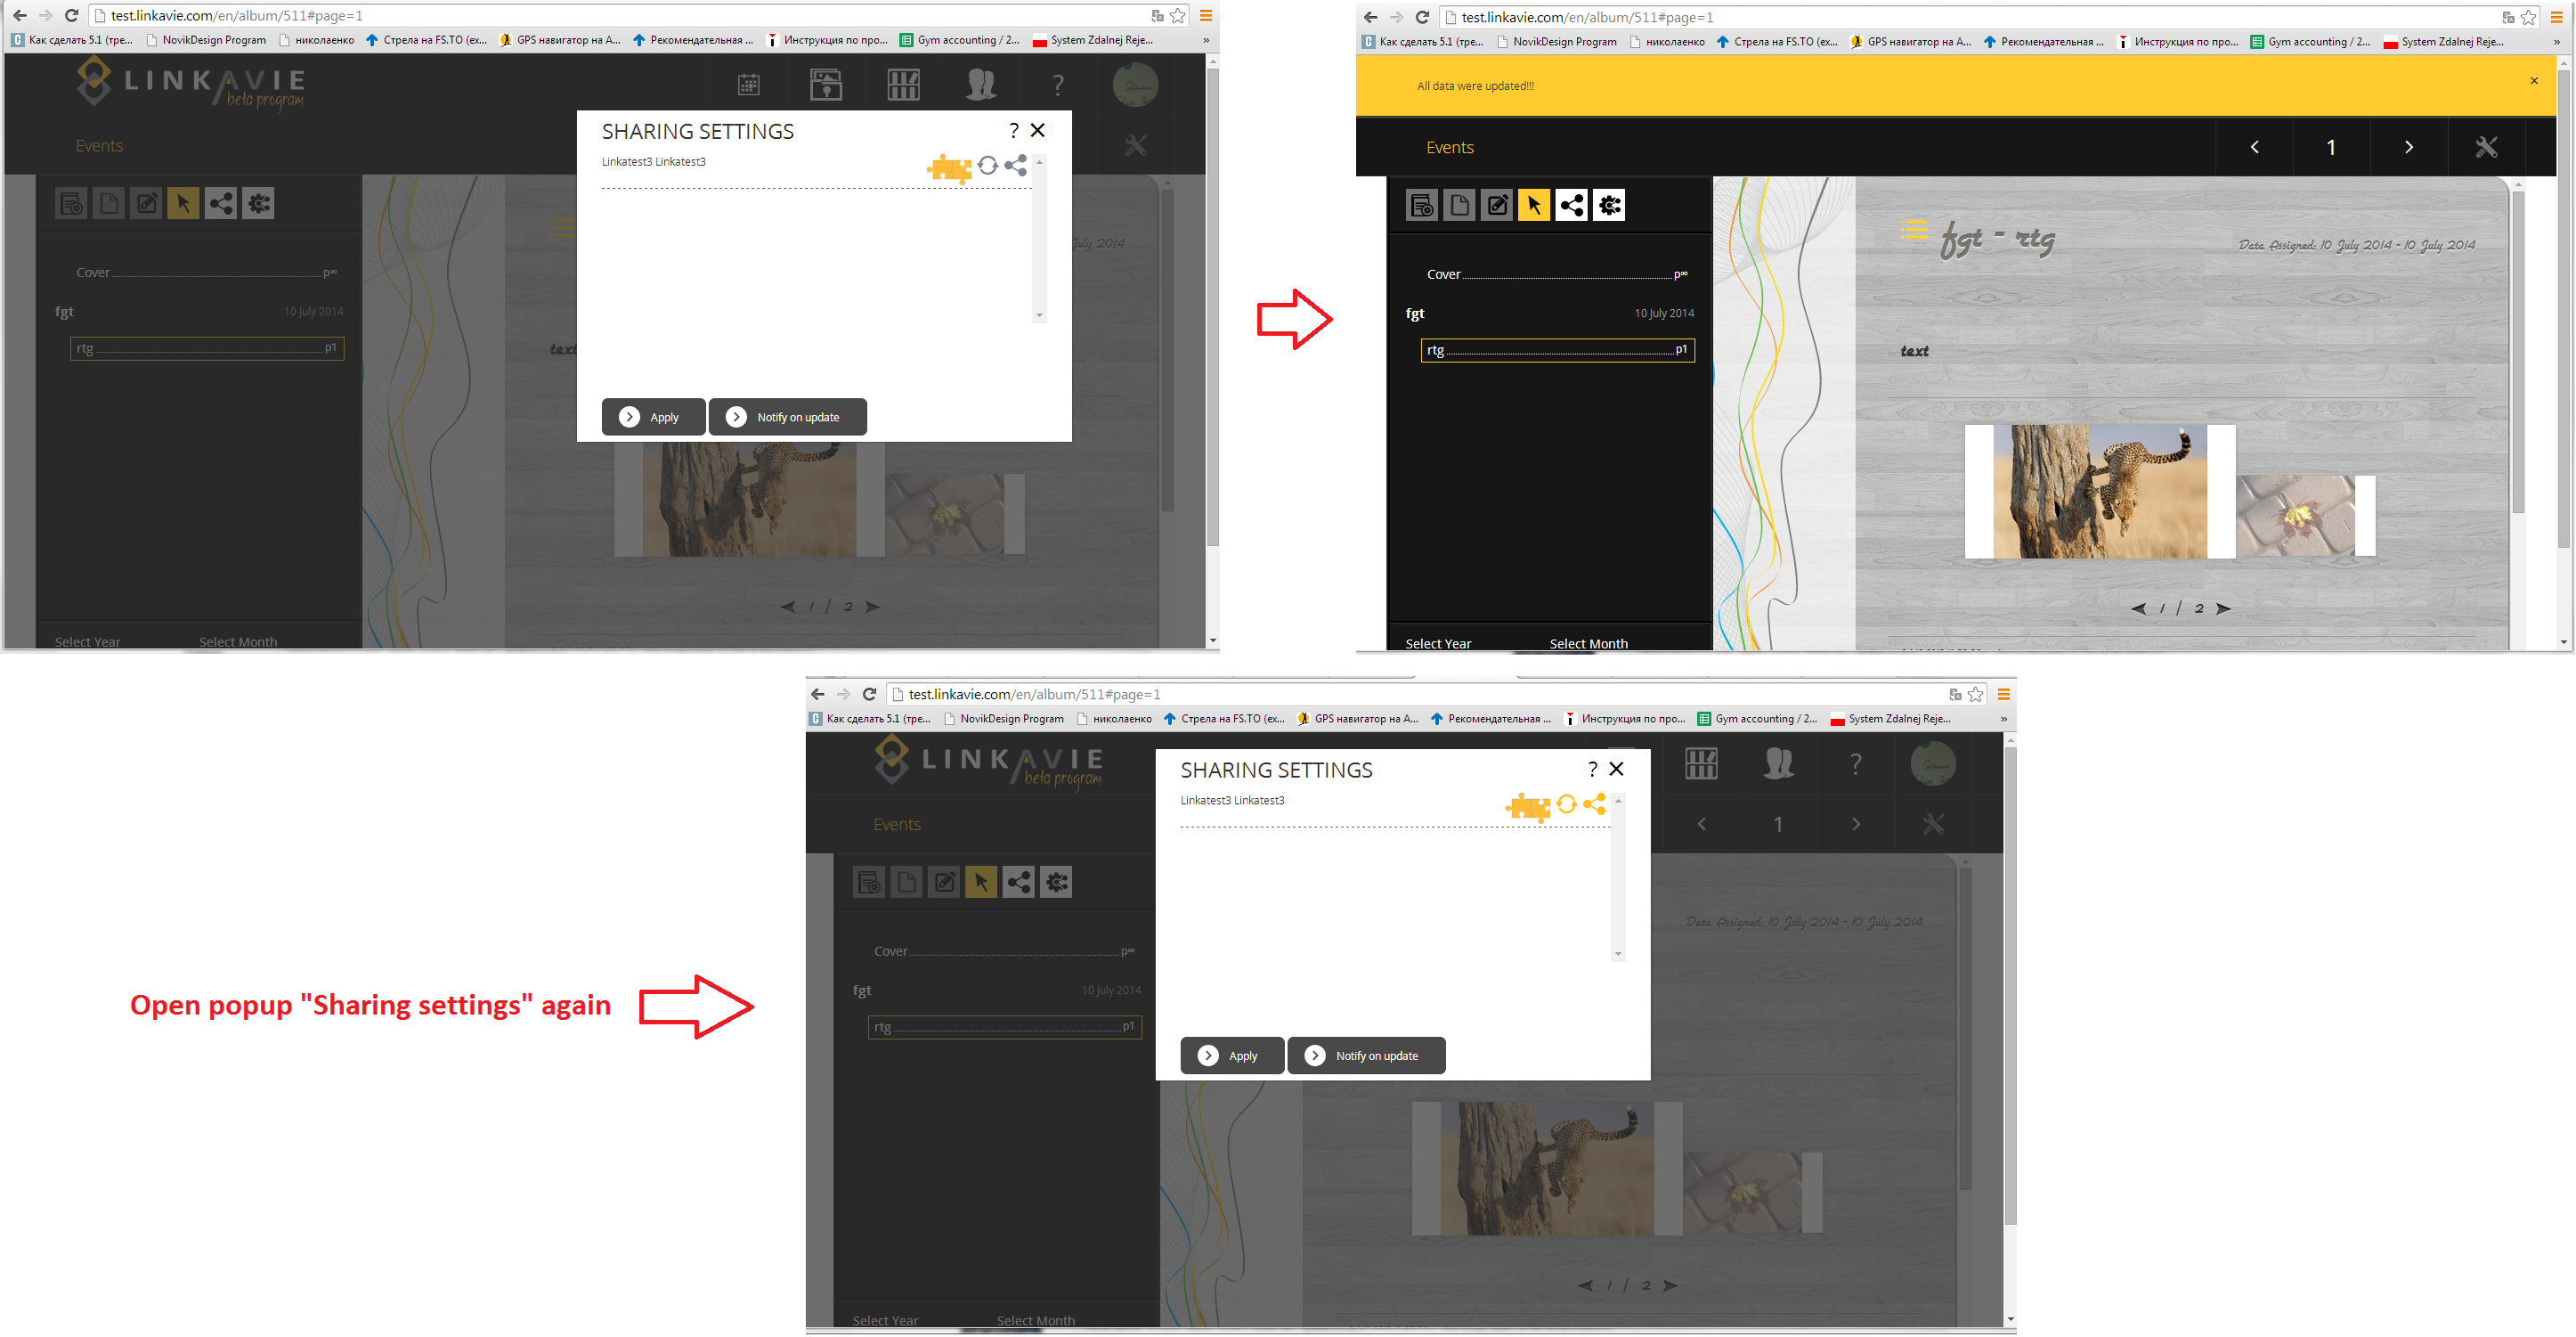 test.linkavie.com/en/album/511#page=1
Как сделать 5.1 (тре... NovikDesign Program николаенко Стрела на FS.TO (ex... GPS навигатор на А... Рекомендательная ... Инструкция по про... Gym accounting / 2... System Zdalnej Reje... »
LINKAVIE
beta program
?
Events
SHARING SETTINGS ?
Linkatest3 Linkatest3
July 2014
Cover p∞
fgt 10 July 2014
rtg p1
text
Apply Notify on update
1 / 2
Select Year Select Month
test.linkavie.com/en/album/511#page=1
Как сделать 5.1 (тре... NovikDesign Program николаенко Стрела на FS.TO (ex... GPS навигатор на А... Рекомендательная ... Инструкция по про... Gym accounting / 2... System Zdalnej Reje... »
All data were updated!!!
Events 1
fgt - rtg
Data Assigned: 10 July 2014 - 10 July 2014
Cover p∞
fgt 10 July 2014
rtg p1
text
1 / 2
Select Year Select Month
Open popup "Sharing settings" again
test.linkavie.com/en/album/511#page=1
Как сделать 5.1 (тре... NovikDesign Program николаенко Стрела на FS.TO (ex... GPS навигатор на А... Рекомендательная ... Инструкция по про... Gym accounting / 2... System Zdalnej Reje... »
LINKAVIE
beta program
?
Events 1
SHARING SETTINGS ?
Linkatest3 Linkatest3
Data Assigned: 10 July 2014 - 10 July 2014
Cover p∞
fgt 10 July 2014
rtg p1
Apply Notify on update
1 / 2
Select Year Select Month